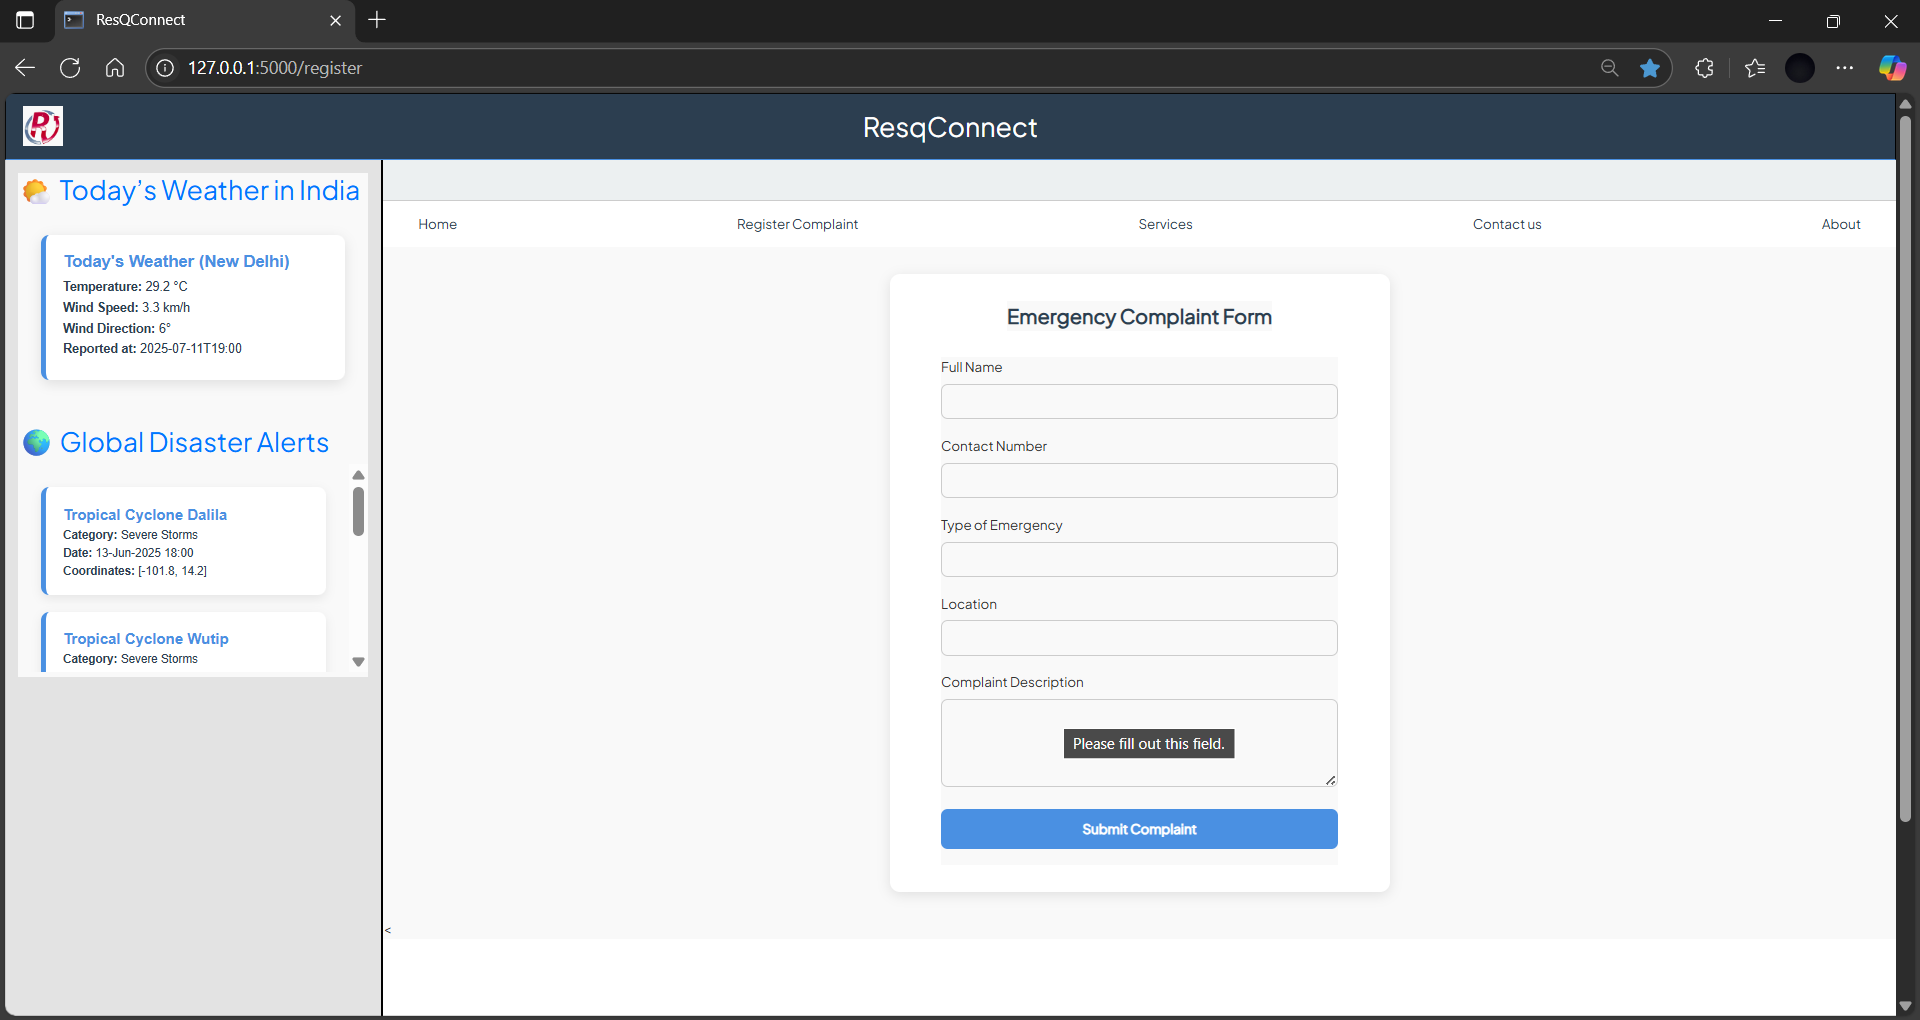 ResQConnect
127.0.0.1:5000/register
R
ResqConnect
Today's Weather in India
Today's Weather (New Delhi)
Temperature: 29.2 °C
Wind Speed: 3.3 km/h
Wind Direction: 6°
Reported at: 2025-07-11T19:00
Global Disaster Alerts
Tropical Cyclone Dalila
Category: Severe Storms
Date: 13-Jun-2025 18:00
Coordinates: [-101.8, 14.2]
Tropical Cyclone Wutip
Category: Severe Storms
Home
Register Complaint
Services
Contact us
About
Emergency Complaint Form
Full Name
Contact Number
Type of Emergency
Location
Complaint Description
Please fill out this field.
Submit Complaint
<